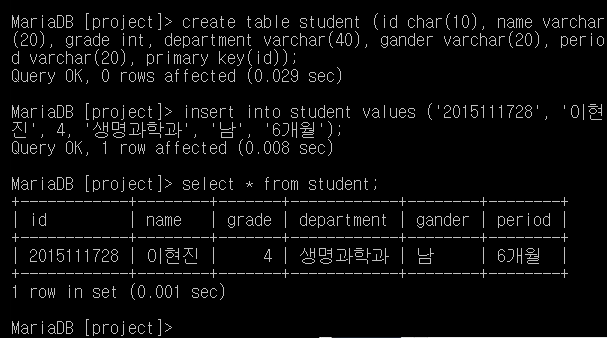 MariaDB [project]> create table student (id char(10), name varchar
(20), grade int, department varchar(40), gander varchar(20), perio
d varchar(20), primary key(id));
Query OK, 0 rows affected (0.029 sec)
MariaDB [project]> insert into student values ('2015111728', '이현
진', 4, '생명과학과', '남', '6개월');
Query OK, 1 row affected (0.008 sec)
MariaDB [project]> select * from student;
+------------+--------+-------+------------+--------+--------+
| id         | name   | grade | department | gander | period |
+------------+--------+-------+------------+--------+--------+
| 2015111728 | 이현진 |     4 | 생명과학과 | 남     | 6개월  |
+------------+--------+-------+------------+--------+--------+
1 row in set (0.001 sec)
MariaDB [project]>